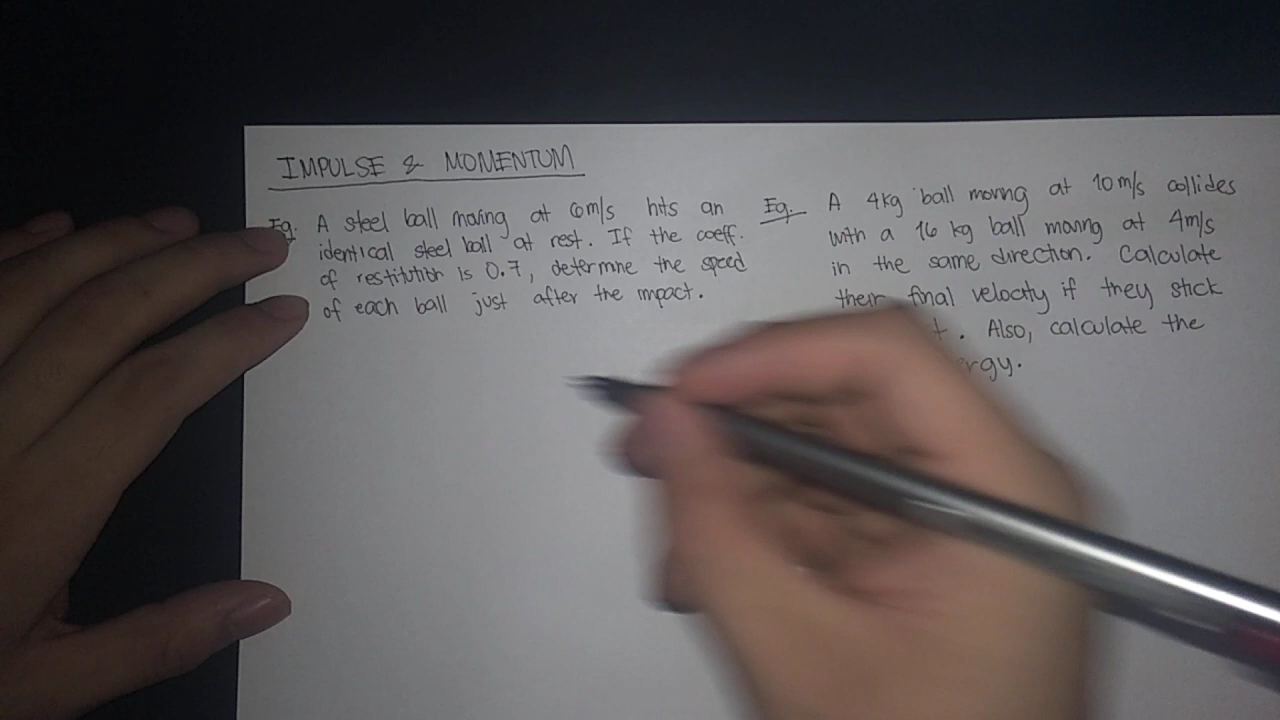 IMPULSE & MOMENTUM
Eg. A steel ball moving at 6m/s hits an
identical steel ball at rest. If the coeff.
of restitution is 0.7, determine the speed
of each ball just after the impact.
Eg A 4kg ball moving at 10m/s collides
with a 16 kg ball moving at 4m/s
in the same direction. Calculate
their final velocity if they stick
. Also, calculate the